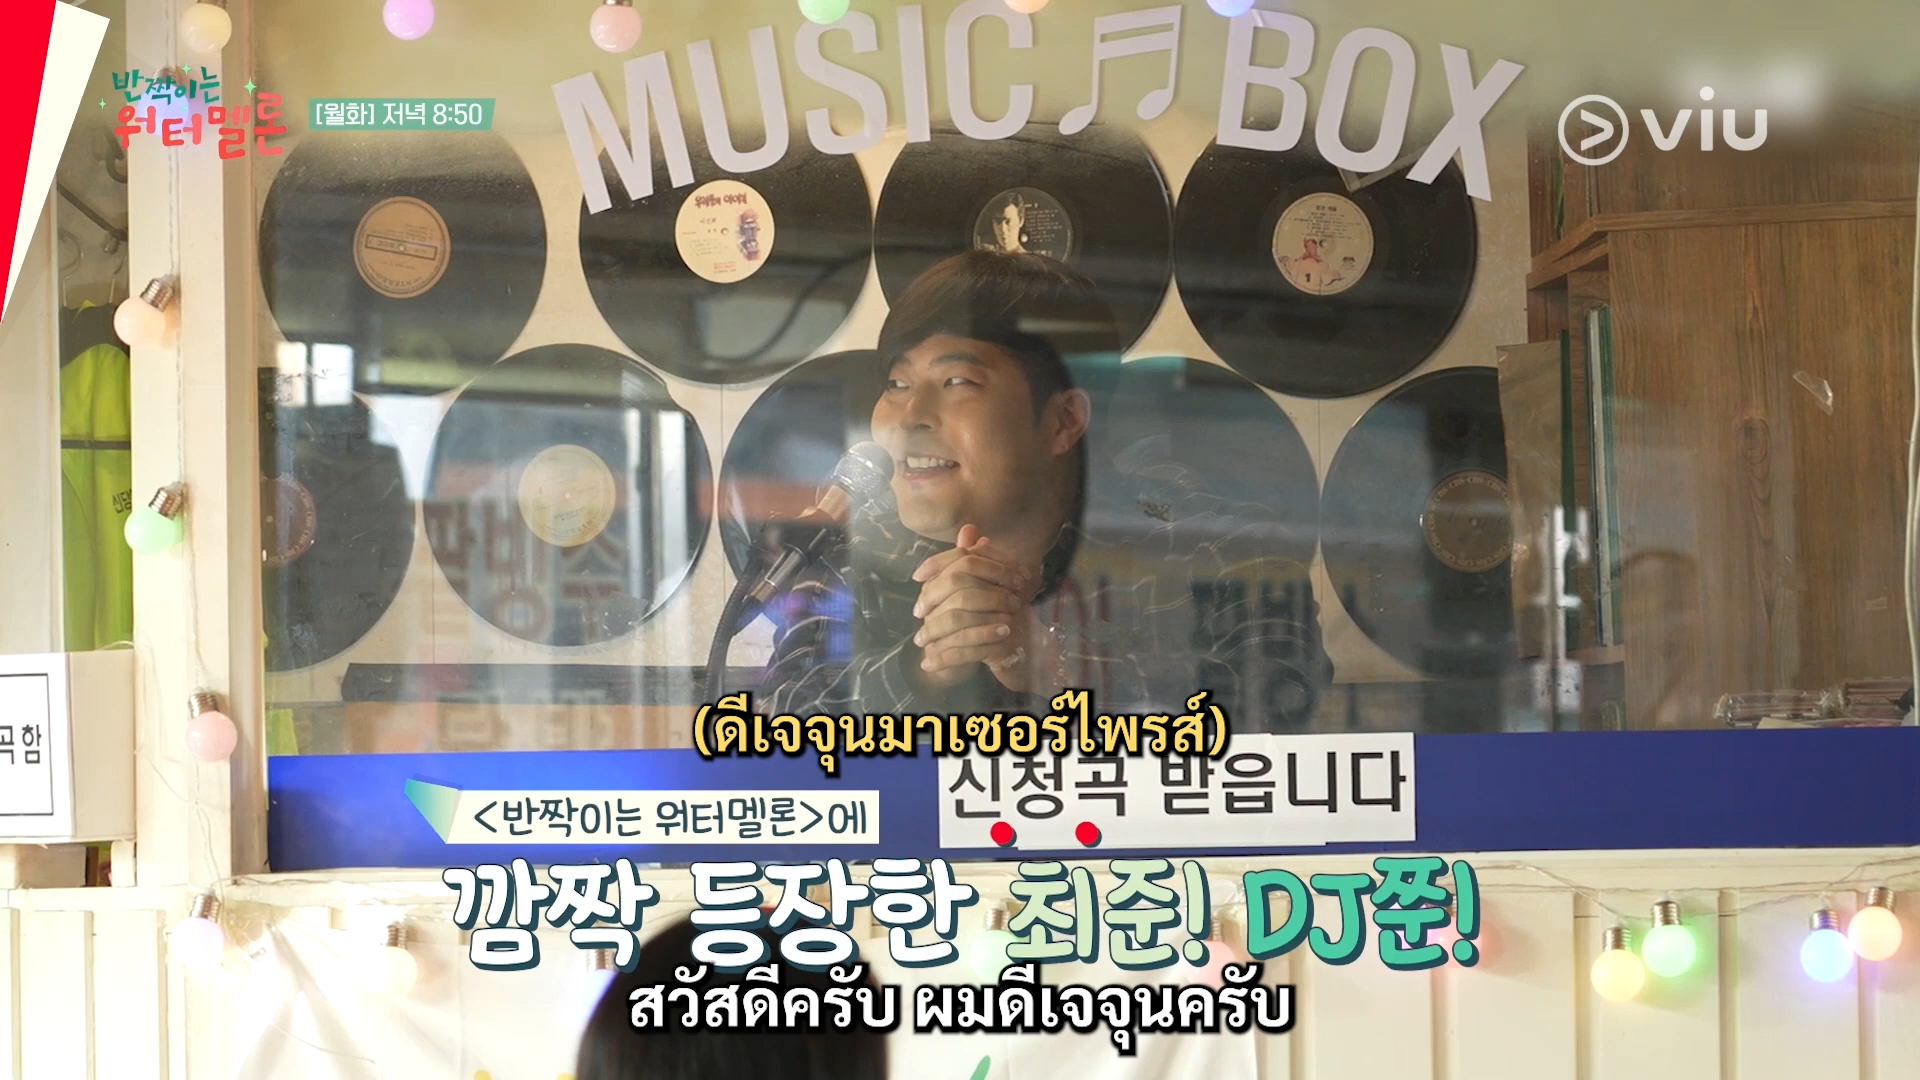 MUSIC BOX
반짝이는
워터멜론
[월화] 저녁 8:50
viu
곡함
(ดีเจจุนมาเซอร์ไพรส์)
신청곡 받읍니다
<반짝이는 워터멜론>에
깜짝 등장한 최준! DJ쭌!
สวัสดีครับ ผมดีเจจุนครับ